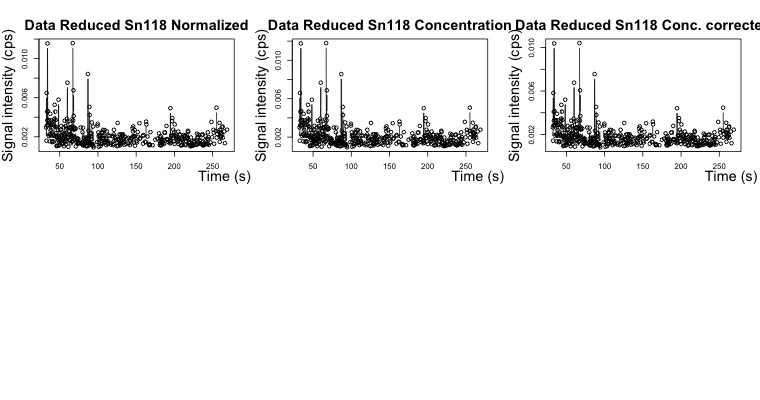 Data Reduced Sn118 Normalized
Signal intensity (cps)
0.002 0.006 0.010
50 100 150 200 250
Time (s)
Data Reduced Sn118 Concentration
Signal intensity (cps)
0.002 0.006 0.010
50 100 150 200 250
Time (s)
Data Reduced Sn118 Conc. correcte
Signal intensity (cps)
0.002 0.006 0.010
50 100 150 200 250
Time (s)